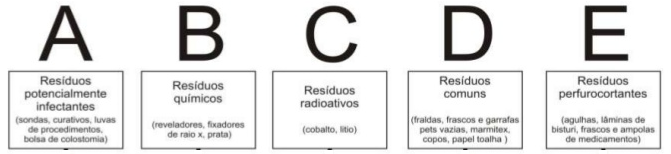 A B C D E
Resíduos
potencialmente
infectantes
(sondas, curativos, luvas
de procedimentos,
bolsa de colostomia)
Resíduos
químicos
(reveladores, fixadores
de raio x, prata)
Resíduos
radioativos
(cobalto, litio)
Resíduos
comuns
(fraldas, frascos e garrafas
pets vazias, marmitex,
copos, papel toalha )
Resíduos
perfurocortantes
(agulhas, lâminas de
bisturi, frascos e ampolas
de medicamentos)